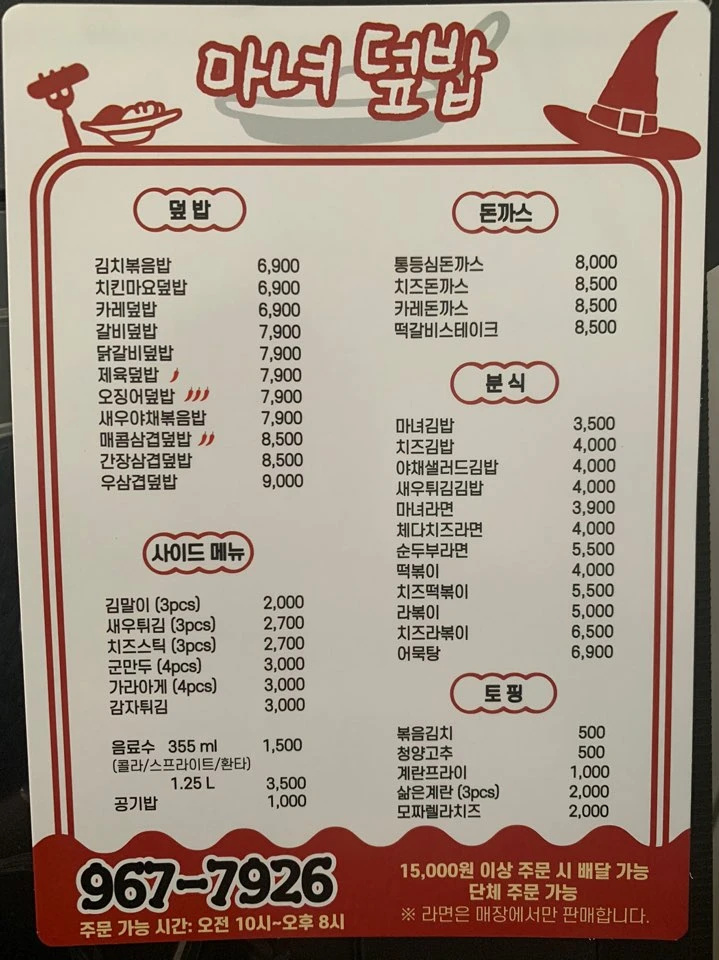 마녀 덮밥
덮밥
김치볶음밥 6,900
치킨마요덮밥 6,900
카레덮밥 6,900
갈비덮밥 7,900
닭갈비덮밥 7,900
제육덮밥 7,900
오징어덮밥 7,900
새우야채볶음밥 7,900
매콤삼겹덮밥 8,500
간장삼겹덮밥 8,500
우삼겹덮밥 9,000
사이드 메뉴
김말이 (3pcs) 2,000
새우튀김 (3pcs) 2,700
치즈스틱 (3pcs) 2,700
군만두 (4pcs) 3,000
가라아게 (4pcs) 3,000
감자튀김 3,000
음료수 355 ml 1,500
(콜라/스프라이트/환타)
1.25 L 3,500
공기밥 1,000
돈까스
통등심돈까스 8,000
치즈돈까스 8,500
카레돈까스 8,500
떡갈비스테이크 8,500
분식
마녀김밥 3,500
치즈김밥 4,000
야채샐러드김밥 4,000
새우튀김김밥 4,000
마녀라면 3,900
체다치즈라면 4,000
순두부라면 5,500
떡볶이 4,000
치즈떡볶이 5,500
라볶이 5,000
치즈라볶이 6,500
어묵탕 6,900
토핑
볶음김치 500
청양고추 500
계란프라이 1,000
삶은계란 (3pcs) 2,000
모짜렐라치즈 2,000
967-7926
주문 가능 시간: 오전 10시~오후 8시
15,000원 이상 주문 시 배달 가능
단체 주문 가능
※ 라면은 매장에서만 판매합니다.